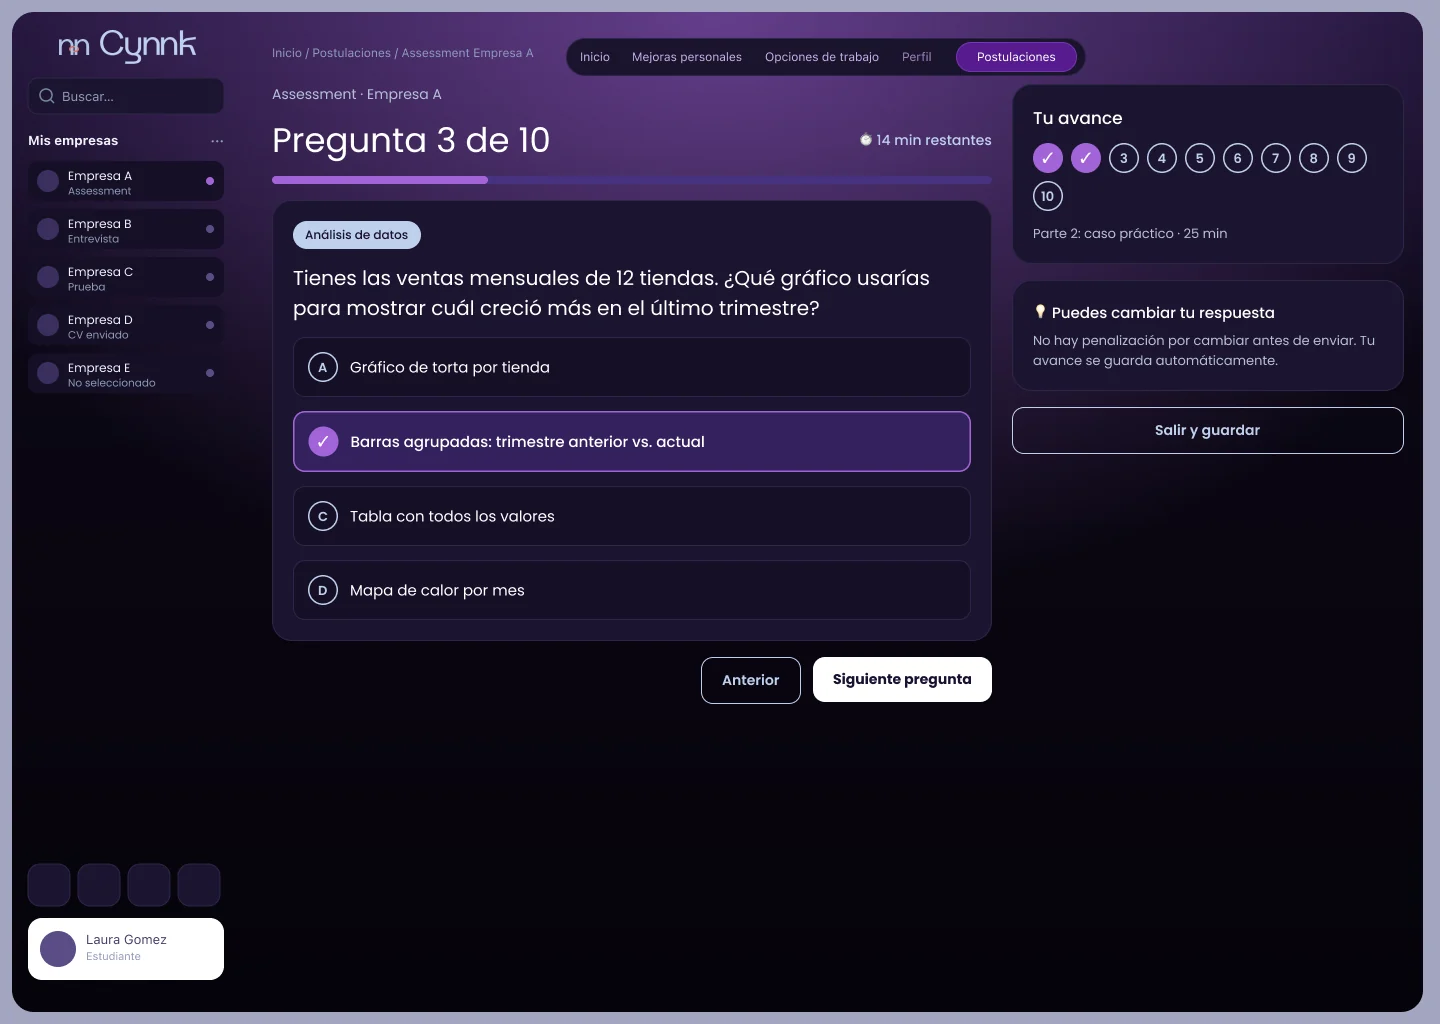 Cynnk
Buscar...
Mis empresas
Empresa A
Assessment
Empresa B
Entrevista
Empresa C
Prueba
Empresa D
CV enviado
Empresa E
No seleccionado
Laura Gomez
Estudiante
Inicio / Postulaciones / Assessment Empresa A
Inicio Mejoras personales Opciones de trabajo Perfil Postulaciones
Assessment · Empresa A
Pregunta 3 de 10
14 min restantes
Análisis de datos
Tienes las ventas mensuales de 12 tiendas. ¿Qué gráfico usarías
para mostrar cuál creció más en el último trimestre?
A Gráfico de torta por tienda
✓ Barras agrupadas: trimestre anterior vs. actual
C Tabla con todos los valores
D Mapa de calor por mes
Anterior
Siguiente pregunta
Tu avance
✓ ✓ 3 4 5 6 7 8 9
10
Parte 2: caso práctico · 25 min
Puedes cambiar tu respuesta
No hay penalización por cambiar antes de enviar. Tu
avance se guarda automáticamente.
Salir y guardar